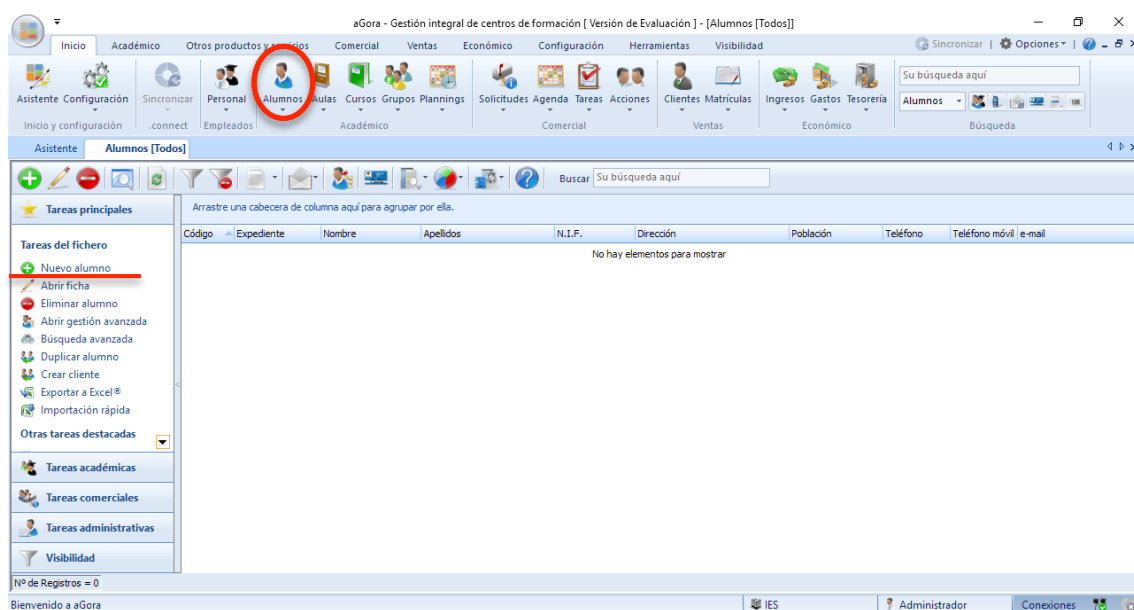 aGora - Gestión integral de centros de formación [ Versión de Evaluación ] - [Alumnos [Todos]]
Inicio Académico Otros productos y servicios Comercial Ventas Económico Configuración Herramientas Visibilidad Sincronizar Opciones
Asistente Configuración Sincronizar Personal Alumnos Aulas Cursos Grupos Plannings Solicitudes Agenda Tareas Acciones Clientes Matrículas Ingresos Gastos Tesorería
Su búsqueda aquí
Alumnos
Inicio y configuración .connect Empleados Académico Comercial Ventas Económico Búsqueda
Asistente Alumnos [Todos]
Buscar Su búsqueda aquí
Tareas principales
Arrastre una cabecera de columna aquí para agrupar por ella.
Código Expediente Nombre Apellidos N.I.F. Dirección Población Teléfono Teléfono móvil e-mail
No hay elementos para mostrar
Tareas del fichero
Nuevo alumno
Abrir ficha
Eliminar alumno
Abrir gestión avanzada
Búsqueda avanzada
Duplicar alumno
Crear cliente
Exportar a Excel®
Importación rápida
Otras tareas destacadas
Tareas académicas
Tareas comerciales
Tareas administrativas
Visibilidad
Nº de Registros = 0
Bienvenido a aGora IES Administrador Conexiones